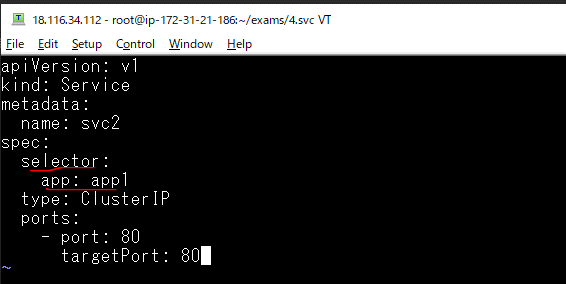 18.116.34.112 - root@ip-172-31-21-186:~/exams/4.svc VT
File Edit Setup Control Window Help
apiVersion: v1
kind: Service
metadata:
  name: svc2
spec:
  selector:
    app: app1
  type: ClusterIP
  ports:
    - port: 80
      targetPort: 80
~